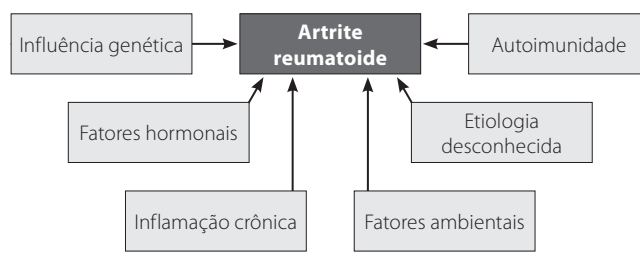 Influência genética
Artrite
reumatoide
Autoimunidade
Fatores hormonais
Etiologia
desconhecida
Inflamação crônica
Fatores ambientais